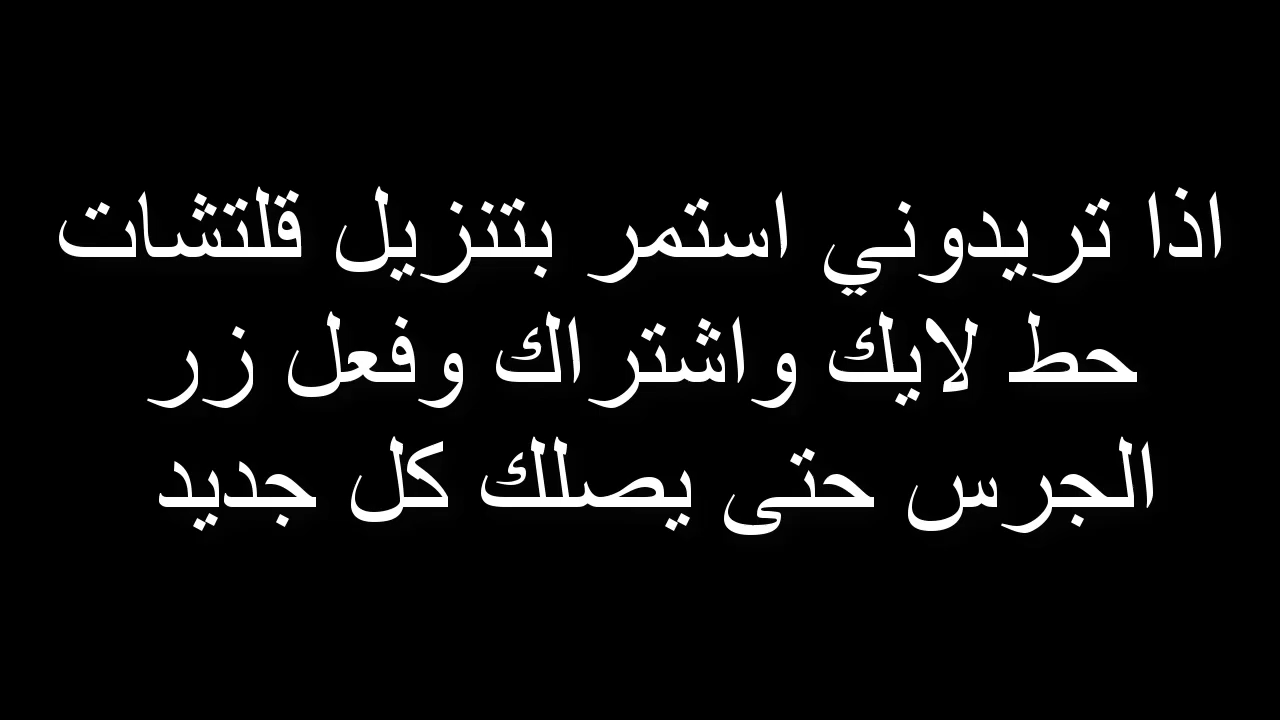 اذا تريدوني استمر بتنزيل قلتشات
حط لايك واشتراك وفعل زر
الجرس حتى يصلك كل جديد